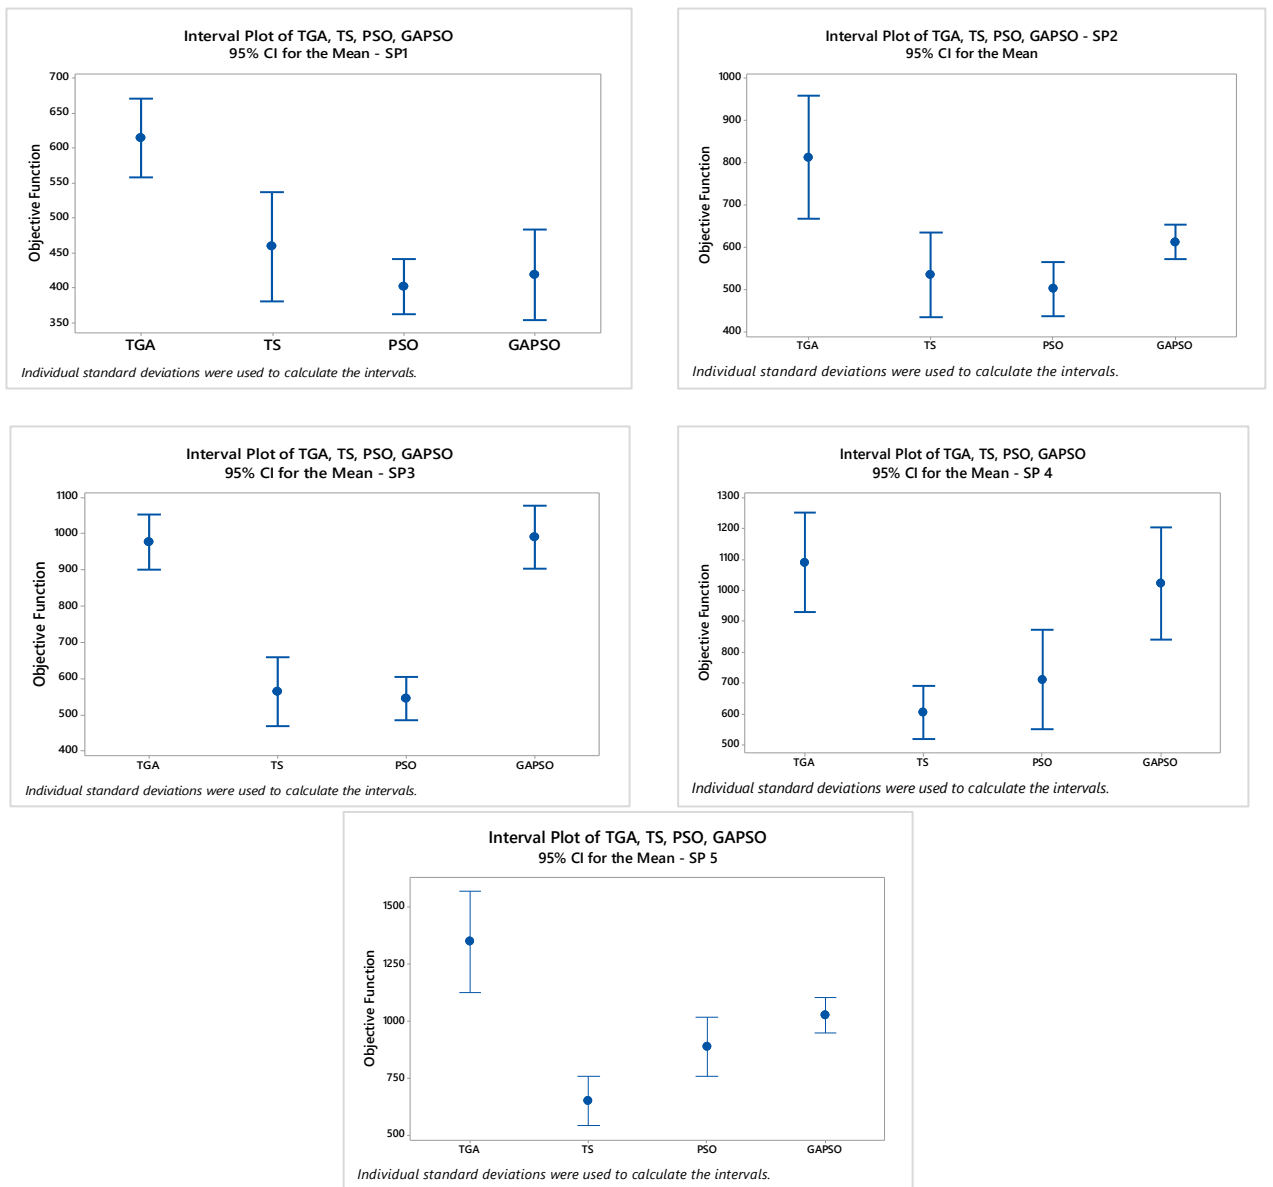 Interval Plot of TGA, TS, PSO, GAPSO
95% CI for the Mean - SP1
Objective Function
700
650
600
550
500
450
400
350
TGA TS PSO GAPSO
Individual standard deviations were used to calculate the intervals.
Interval Plot of TGA, TS, PSO, GAPSO - SP2
95% CI for the Mean
Objective Function
1000
900
800
700
600
500
400
TGA TS PSO GAPSO
Individual standard deviations were used to calculate the intervals.
Interval Plot of TGA, TS, PSO, GAPSO
95% CI for the Mean - SP3
Objective Function
1100
1000
900
800
700
600
500
400
TGA TS PSO GAPSO
Individual standard deviations were used to calculate the intervals.
Interval Plot of TGA, TS, PSO, GAPSO
95% CI for the Mean - SP 4
Objective Function
1300
1200
1100
1000
900
800
700
600
500
TGA TS PSO GAPSO
Individual standard deviations were used to calculate the intervals.
Interval Plot of TGA, TS, PSO, GAPSO
95% CI for the Mean - SP 5
Objective Function
1500
1250
1000
750
500
TGA TS PSO GAPSO
Individual standard deviations were used to calculate the intervals.